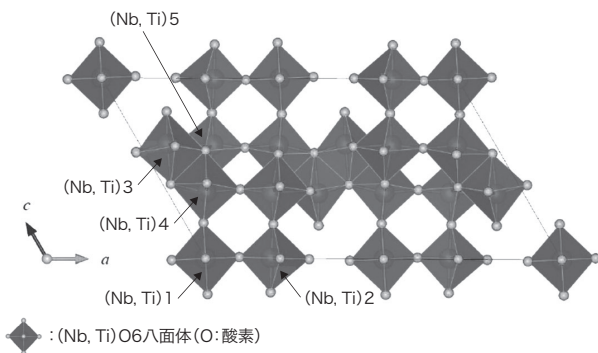 (Nb, Ti)5
(Nb, Ti)3
(Nb, Ti)4
c
a
(Nb, Ti)1
(Nb, Ti)2
:(Nb, Ti)O6八面体(O:酸素)